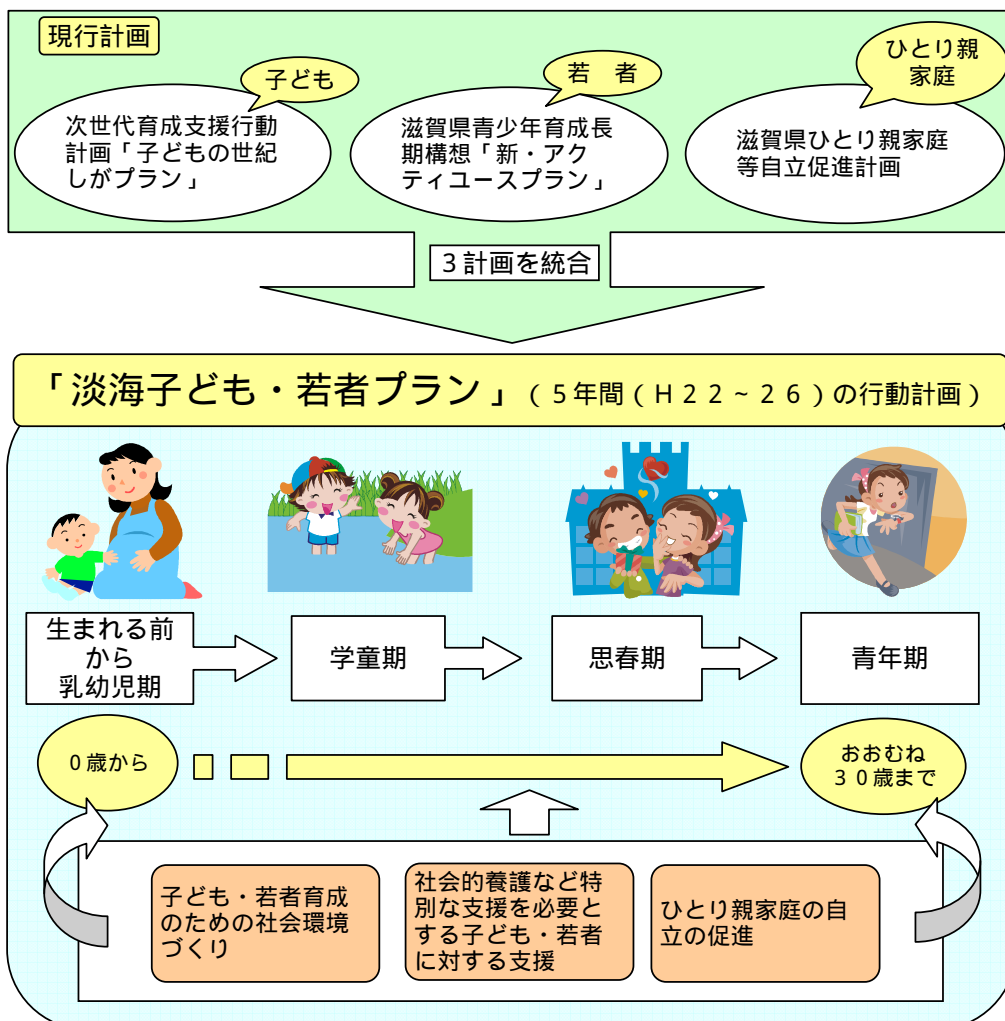 現行計画
子ども
次世代育成支援行動
計画「子どもの世紀
しがプラン」
若　者
滋賀県青少年育成長
期構想「新・アク
ティユースプラン」
ひとり親
家庭
滋賀県ひとり親家庭
等自立促進計画
３計画を統合
「淡海子ども・若者プラン」（５年間（Ｈ２２～２６）の行動計画）
生まれる前
から
乳幼児期
学童期
思春期
青年期
０歳から
おおむね
３０歳まで
子ども・若者育成
のための社会環境
づくり
社会的養護など特
別な支援を必要と
する子ども・若者
に対する支援
ひとり親家庭の自
立の促進